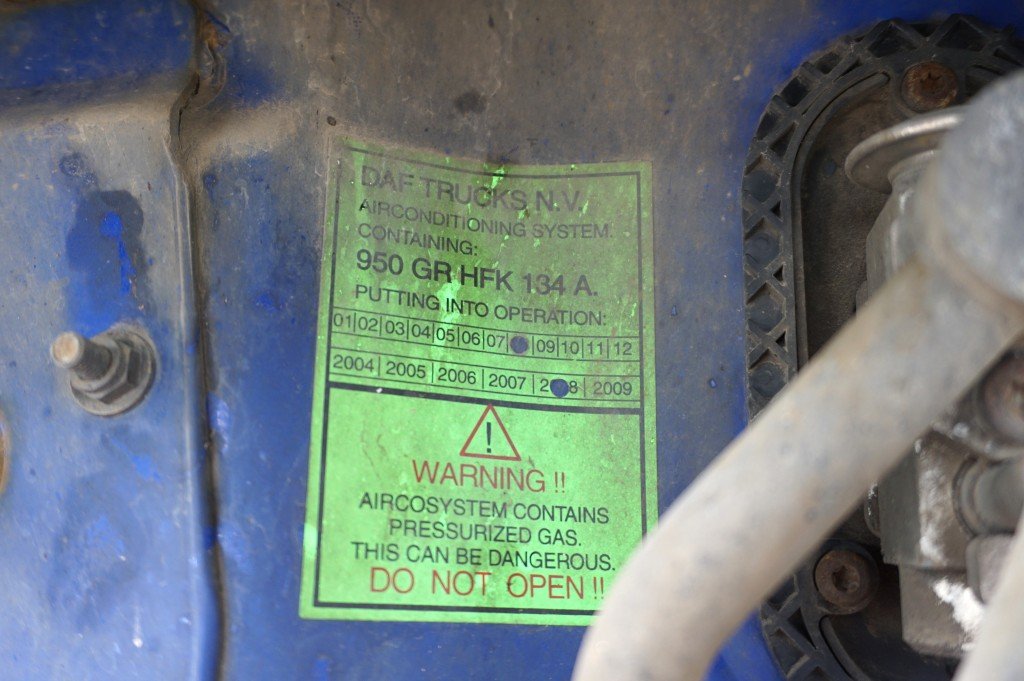 DAF TRUCKS N.V.
AIRCONDITIONING SYSTEM.
CONTAINING:
950 GR HFK 134 A.
PUTTING INTO OPERATION:
01 02 03 04 05 06 07 09 10 11 12
2004 2005 2006 2007 2 8 2009
!
WARNING !!
AIRCOSYSTEM CONTAINS
PRESSURIZED GAS.
THIS CAN BE DANGEROUS.
DO NOT OPEN !!